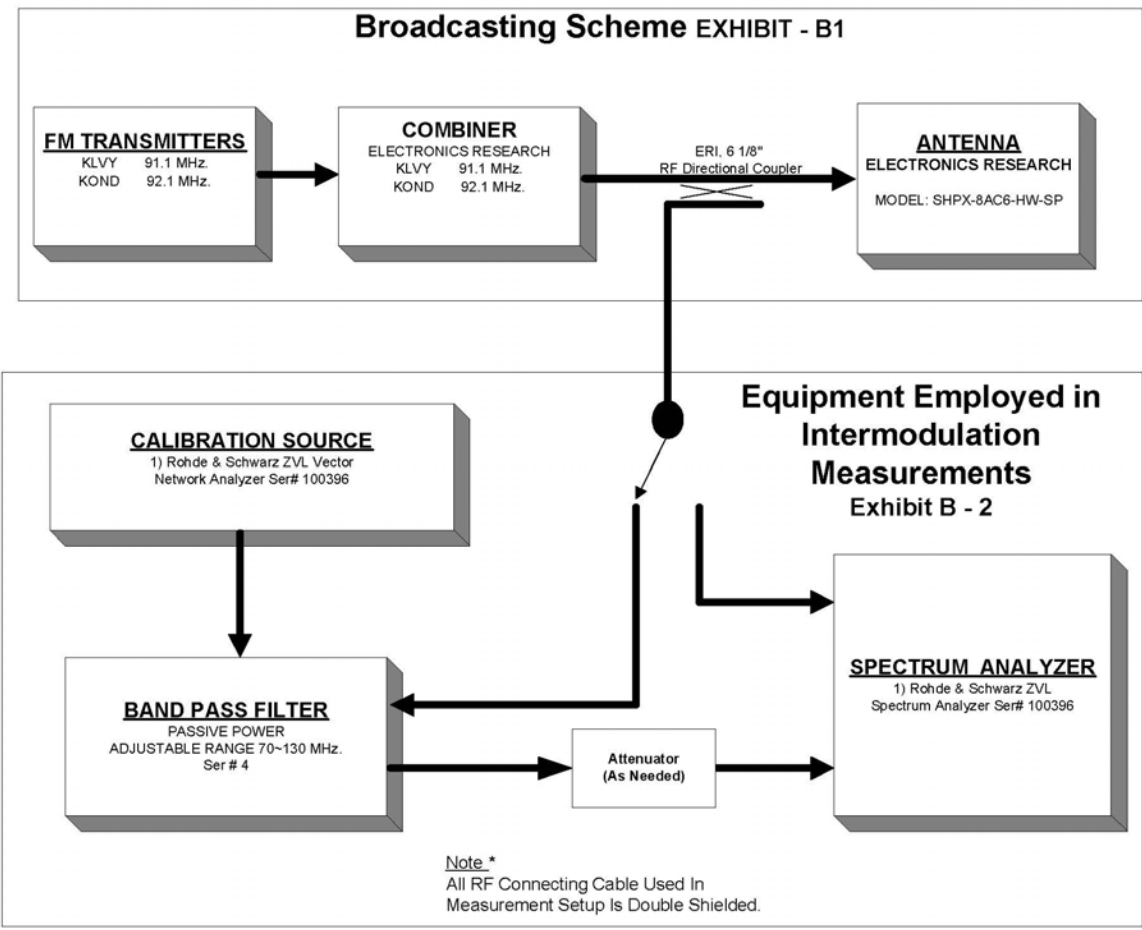 Broadcasting Scheme EXHIBIT - B1
FM TRANSMITTERS
KLVY 91.1 MHz.
KOND 92.1 MHz.
COMBINER
ELECTRONICS RESEARCH
KLVY 91.1 MHz.
KOND 92.1 MHz.
ERI, 6 1/8"
RF Directional Coupler
ANTENNA
ELECTRONICS RESEARCH
MODEL: SHPX-8AC6-HW-SP
Equipment Employed in
Intermodulation
Measurements
Exhibit B - 2
CALIBRATION SOURCE
1) Rohde & Schwarz ZVL Vector
Network Analyzer Ser# 100396
BAND PASS FILTER
PASSIVE POWER
ADJUSTABLE RANGE 70~130 MHz.
Ser # 4
Attenuator
(As Needed)
SPECTRUM ANALYZER
1) Rohde & Schwarz ZVL
Spectrum Analyzer Ser# 100396
Note *
All RF Connecting Cable Used In
Measurement Setup Is Double Shielded.